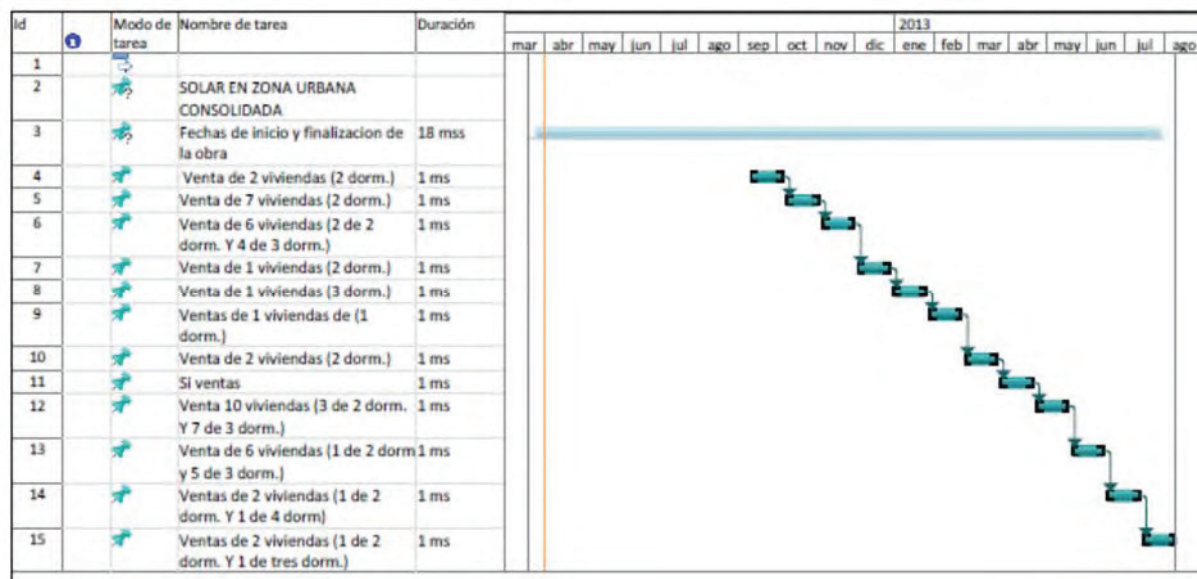 Id
Modo de
tarea
Nombre de tarea
Duración
2013
mar abr may jun jul ago sep oct nov dic ene feb mar abr may jun jul ago
1
2
SOLAR EN ZONA URBANA
CONSOLIDADA
3
Fechas de inicio y finalizacion de
la obra
18 mss
4
Venta de 2 viviendas (2 dorm.)
1 ms
5
Venta de 7 viviendas (2 dorm.)
1 ms
6
Venta de 6 viviendas (2 de 2
dorm. Y 4 de 3 dorm.)
1 ms
7
Venta de 1 viviendas (2 dorm.)
1 ms
8
Venta de 1 viviendas (3 dorm.)
1 ms
9
Ventas de 1 viviendas de (1
dorm.)
1 ms
10
Venta de 2 viviendas (2 dorm.)
1 ms
11
Si ventas
1 ms
12
Venta 10 viviendas (3 de 2 dorm.
Y 7 de 3 dorm.)
1 ms
13
Venta de 6 viviendas (1 de 2 dorm
y 5 de 3 dorm.)
1 ms
14
Ventas de 2 viviendas (1 de 2
dorm. Y 1 de 4 dorm)
1 ms
15
Ventas de 2 viviendas (1 de 2
dorm. Y 1 de tres dorm.)
1 ms